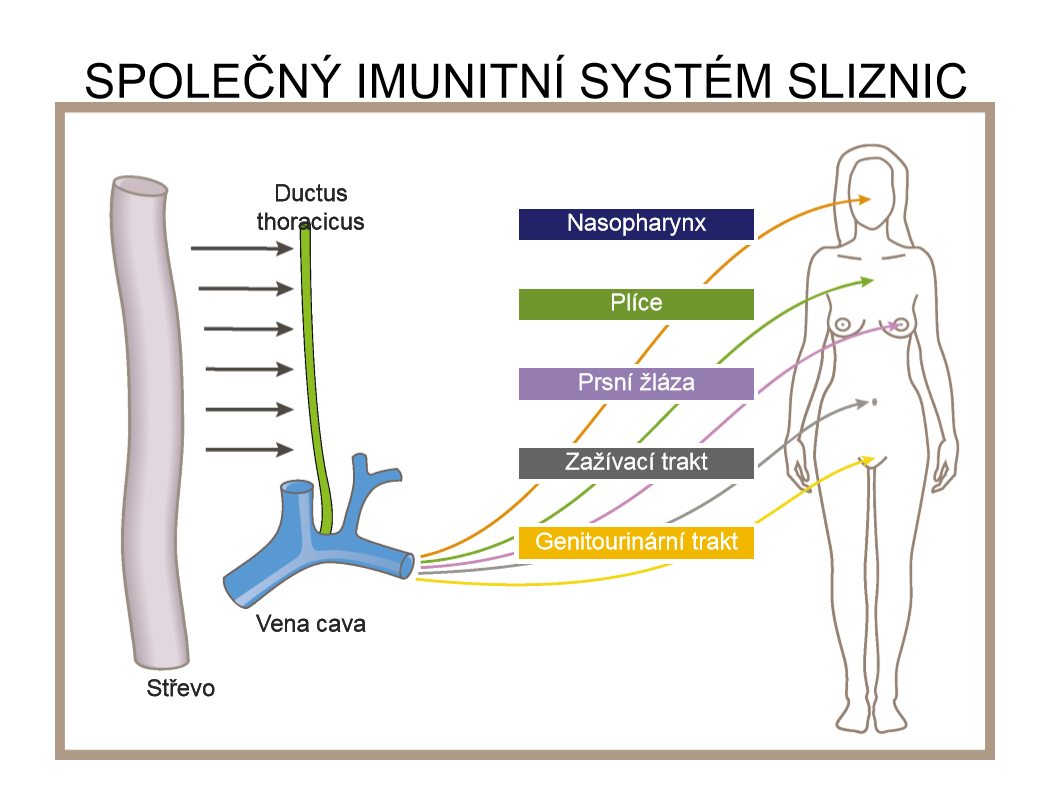 SPOLEČNÝ IMUNITNÍ SYSTÉM SLIZNIC
Ductus
thoracicus
Nasopharynx
Plíce
Prsní žláza
Zažívací trakt
Genitourinární trakt
Vena cava
Střevo